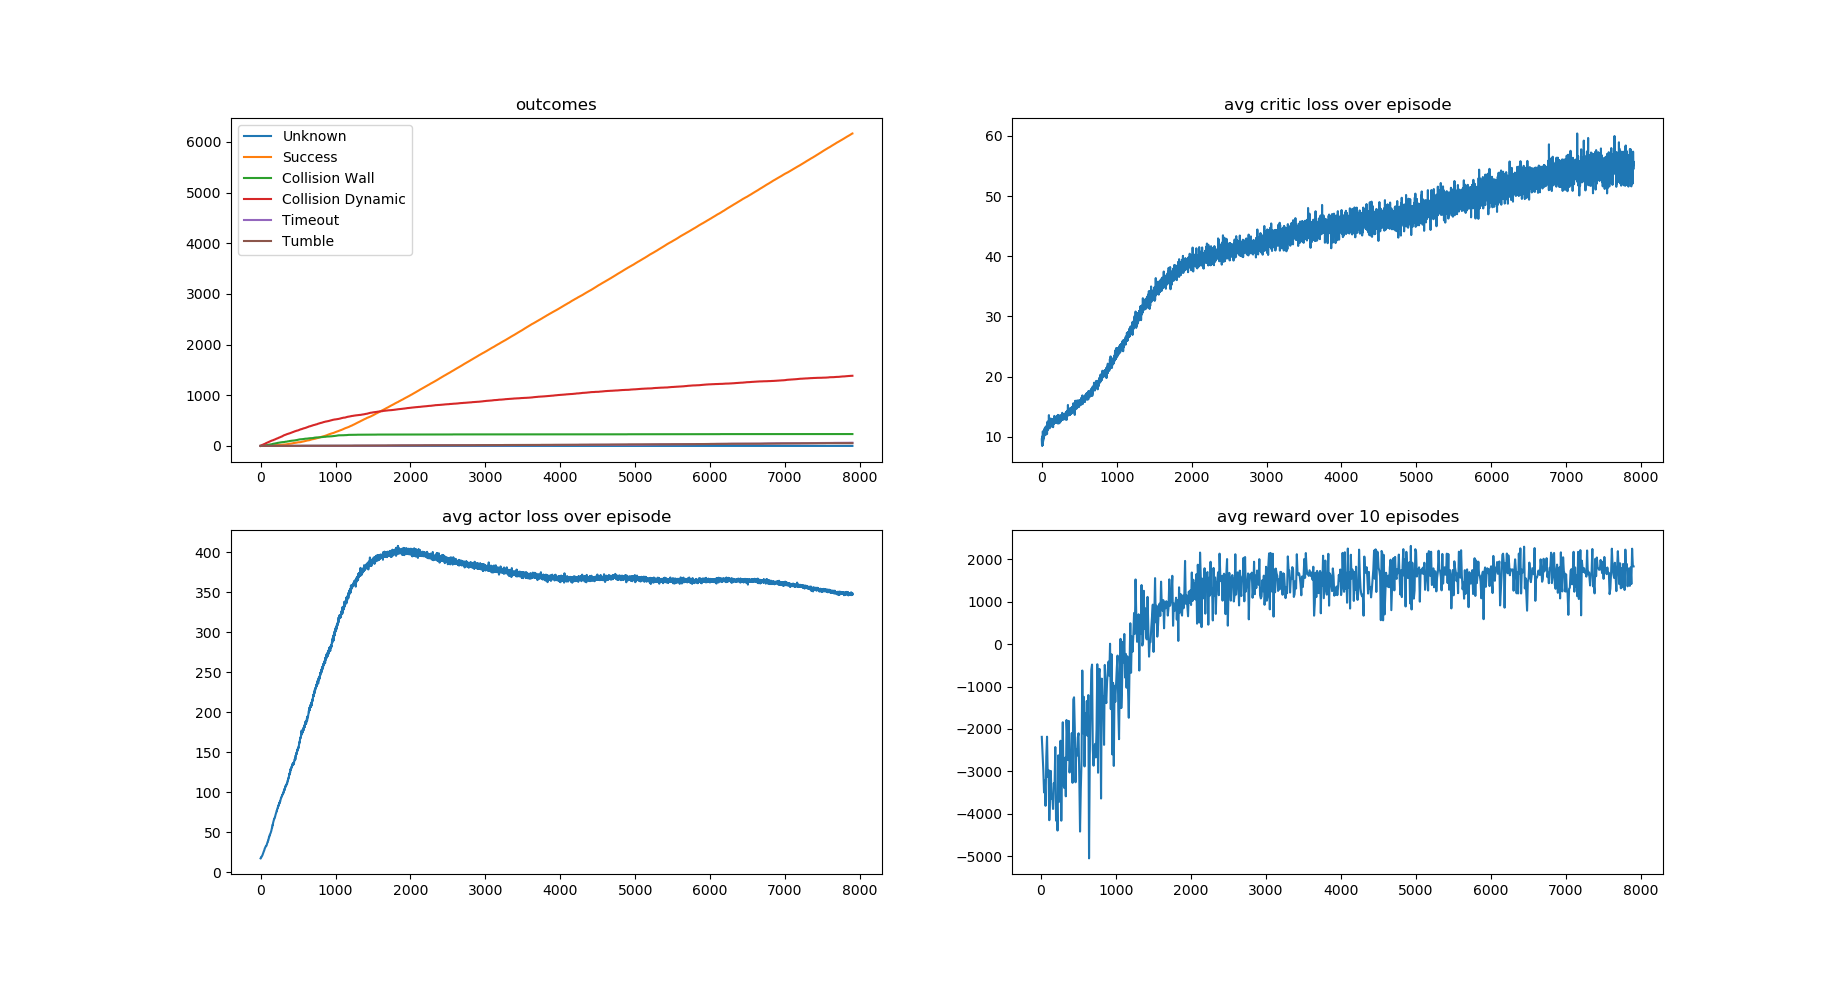 outcomes
Unknown
Success
Collision Wall
Collision Dynamic
Timeout
Tumble
6000
5000
4000
3000
2000
1000
0
0 1000 2000 3000 4000 5000 6000 7000 8000
avg critic loss over episode
60
50
40
30
20
10
0 1000 2000 3000 4000 5000 6000 7000 8000
avg actor loss over episode
400
350
300
250
200
150
100
50
0
0 1000 2000 3000 4000 5000 6000 7000 8000
avg reward over 10 episodes
2000
1000
0
−1000
−2000
−3000
−4000
−5000
0 1000 2000 3000 4000 5000 6000 7000 8000